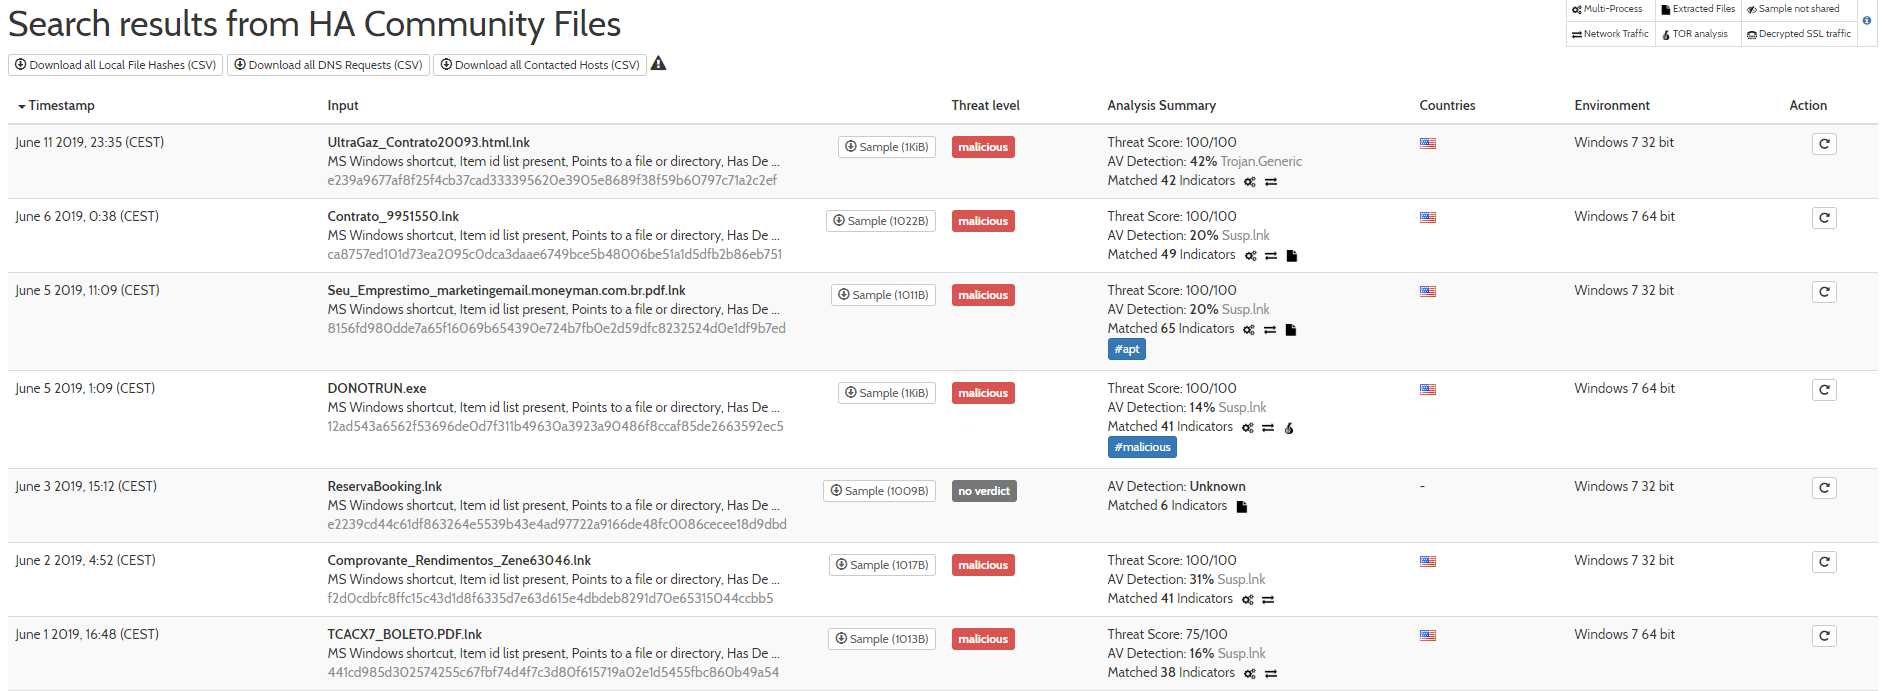 Search results from HA Community Files
Multi-Process Extracted Files Sample not shared
Network Traffic TOR analysis Decrypted SSL traffic
Download all Local File Hashes (CSV) Download all DNS Requests (CSV) Download all Contacted Hosts (CSV)
Timestamp Input Threat level Analysis Summary Countries Environment Action
June 11 2019, 23:35 (CEST) UltraGaz_Contrato20093.html.lnk Sample (1KiB) malicious Threat Score: 100/100 Windows 7 32 bit
MS Windows shortcut, Item id list present, Points to a file or directory, Has De ... AV Detection: 42% Trojan.Generic
e239a9677af8f25f4cb37cad333395620e3905e8689f38f59b60797c71a2c2ef Matched 42 Indicators
June 6 2019, 0:38 (CEST) Contrato_9951550.lnk Sample (1022B) malicious Threat Score: 100/100 Windows 7 64 bit
MS Windows shortcut, Item id list present, Points to a file or directory, Has De ... AV Detection: 20% Susp.lnk
ca8757ed101d73ea2095c0dca3daae6749bce5b48006be51a1d5dfb2b86eb751 Matched 49 Indicators
June 5 2019, 11:09 (CEST) Seu_Emprestimo_marketingemail.moneyman.com.br.pdf.lnk Sample (1011B) malicious Threat Score: 100/100 Windows 7 32 bit
MS Windows shortcut, Item id list present, Points to a file or directory, Has De ... AV Detection: 20% Susp.lnk
8156fd980dde7a65f16069b654390e724b7fb0e2d59dfc8232524d0e1df9b7ed Matched 65 Indicators
#apt
June 5 2019, 1:09 (CEST) DONOTRUN.exe Sample (1KiB) malicious Threat Score: 100/100 Windows 7 64 bit
MS Windows shortcut, Item id list present, Points to a file or directory, Has De ... AV Detection: 14% Susp.lnk
12ad543a6562f53696de0d7f311b49630a3923a90486f8ccaf85de2663592ec5 Matched 41 Indicators
#malicious
June 3 2019, 15:12 (CEST) ReservaBooking.lnk Sample (1009B) no verdict AV Detection: Unknown - Windows 7 32 bit
MS Windows shortcut, Item id list present, Points to a file or directory, Has De ... Matched 6 Indicators
e2239cd44c61df863264e5539b43e4ad97722a9166de48fc0086cecee18d9dbd
June 2 2019, 4:52 (CEST) Comprovante_Rendimentos_Zene63046.lnk Sample (1017B) malicious Threat Score: 100/100 Windows 7 32 bit
MS Windows shortcut, Item id list present, Points to a file or directory, Has De ... AV Detection: 31% Susp.lnk
f2d0cdbfc8ffc15c43d1d8f6335d7e63d615e4dbdeb8291d70e65315044ccbb5 Matched 41 Indicators
June 1 2019, 16:48 (CEST) TCACX7_BOLETO.PDF.lnk Sample (1013B) malicious Threat Score: 75/100 Windows 7 64 bit
MS Windows shortcut, Item id list present, Points to a file or directory, Has De ... AV Detection: 16% Susp.lnk
441cd985d302574255c67fbf74d4f7c3d80f615719a02e1d5455fbc860b49a54 Matched 38 Indicators